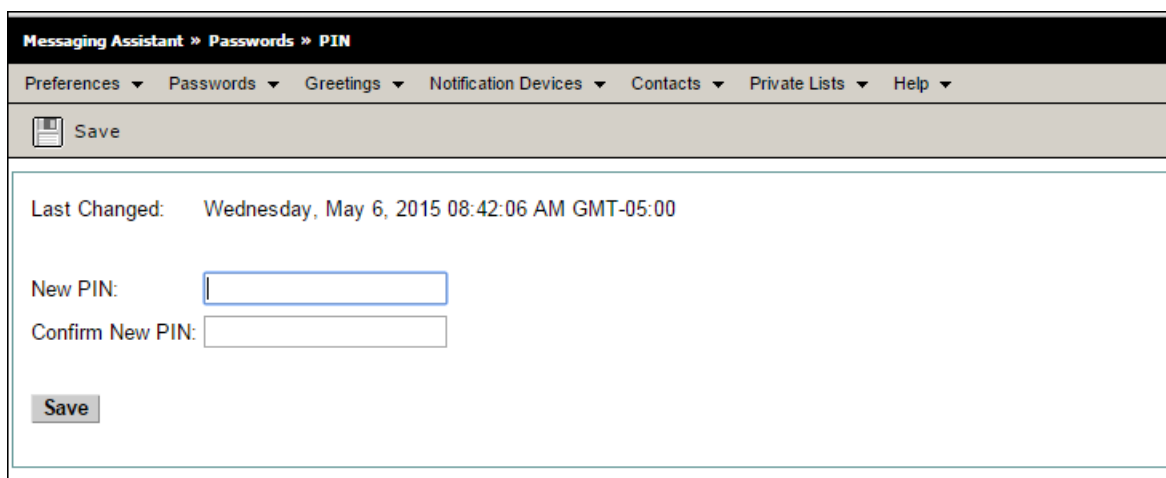 Messaging Assistant » Passwords » PIN
Preferences Passwords Greetings Notification Devices Contacts Private Lists Help
Save
Last Changed: Wednesday, May 6, 2015 08:42:06 AM GMT-05:00
New PIN:
Confirm New PIN:
Save